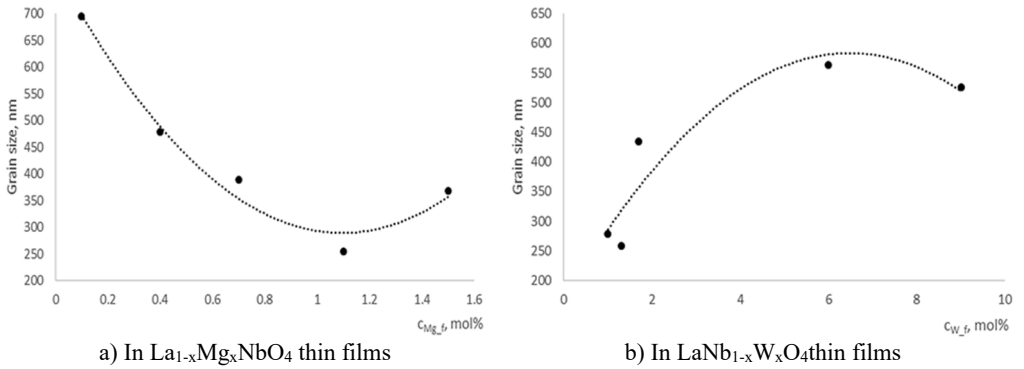 700
650
600
550
500
450
400
350
300
250
200
Grain size, nm
0 0.2 0.4 0.6 0.8 1 1.2 1.4 1.6
c_Mg_f, mol%
a) In La₁₋ₓMgₓNbO₄ thin films
650
600
550
500
450
400
350
300
250
200
Grain size, nm
0 2 4 6 8 10
c_W_f, mol%
b) In LaNb₁₋ₓWₓO₄thin films